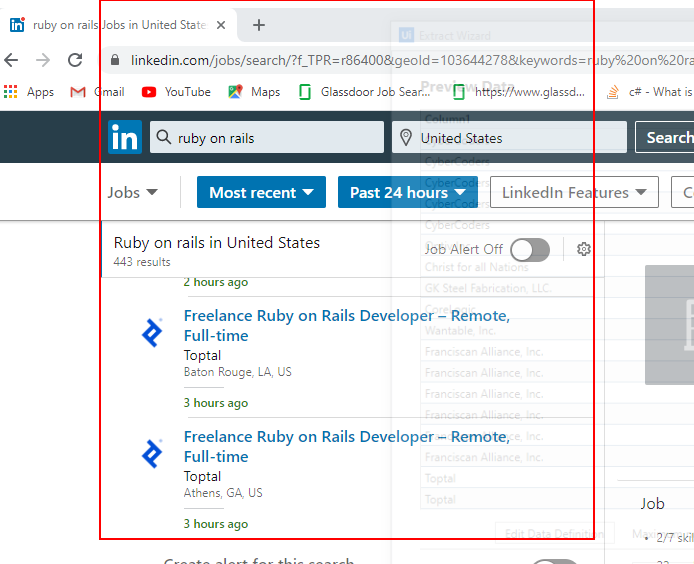 ruby on rails Jobs in United States
Ui Extract Wizard
linkedin.com/jobs/search/?f_TPR=r86400&geoId=103644278&keywords=ruby%20on%20ra
Preview Data
Apps
Gmail
YouTube
Maps
Glassdoor Job Sear...
https://www.glassd...
c# - What is
Column1
in
ruby on rails
United States
Search
CyberCoders
CyberCoders
Jobs
Most recent
Past 24 hours
LinkedIn Features
CyberCoders
CyberCoders
Ruby on rails in United States
443 results
Job Alert Off
Christ for all Nations
2 hours ago
GK Steel Fabrication, LLC.
CoreLogic
Freelance Ruby on Rails Developer – Remote,
Full-time
Wantable, Inc.
Toptal
Franciscan Alliance, Inc.
Baton Rouge, LA, US
Franciscan Alliance, Inc.
3 hours ago
Franciscan Alliance, Inc.
Franciscan Alliance, Inc.
Freelance Ruby on Rails Developer – Remote,
Full-time
Franciscan Alliance, Inc.
Franciscan Alliance, Inc.
Toptal
Toptal
Athens, GA, US
Toptal
Job
3 hours ago
Edit Data Definition
2/7 skil
Create alert for this search